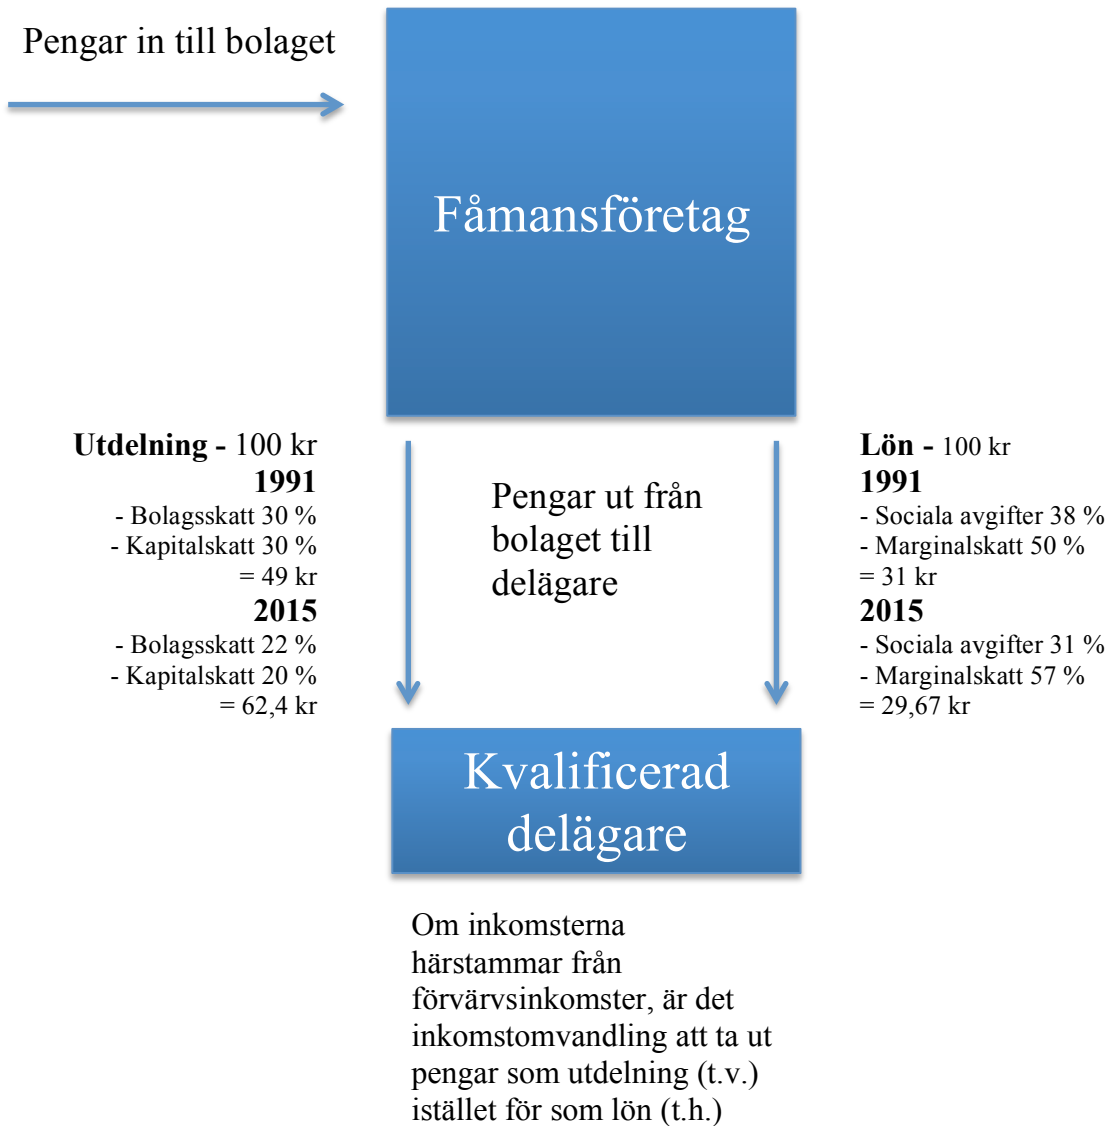 Pengar in till bolaget
Fåmansföretag
Utdelning - 100 kr
1991
- Bolagsskatt 30 %
- Kapitalskatt 30 %
= 49 kr
2015
- Bolagsskatt 22 %
- Kapitalskatt 20 %
= 62,4 kr
Pengar ut från
bolaget till
delägare
Lön - 100 kr
1991
- Sociala avgifter 38 %
- Marginalskatt 50 %
= 31 kr
2015
- Sociala avgifter 31 %
- Marginalskatt 57 %
= 29,67 kr
Kvalificerad
delägare
Om inkomsterna
härstammar från
förvärvsinkomster, är det
inkomstomvandling att ta ut
pengar som utdelning (t.v.)
istället för som lön (t.h.)